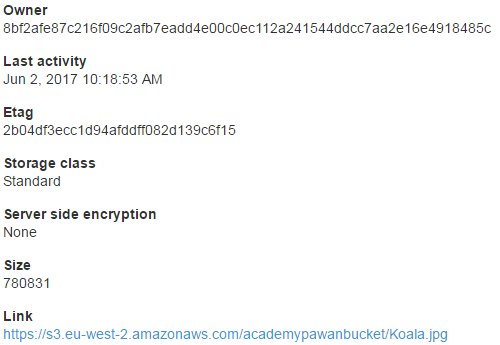 Owner
8bf2afe87c216f09c2afb7eadd4e00c0ec112a241544ddcc7aa2e16e4918485c
Last activity
Jun 2, 2017 10:18:53 AM
Etag
2b04df3ecc1d94afddff082d139c6f15
Storage class
Standard
Server side encryption
None
Size
780831
Link
https://s3.eu-west-2.amazonaws.com/academypawanbucket/Koala.jpg